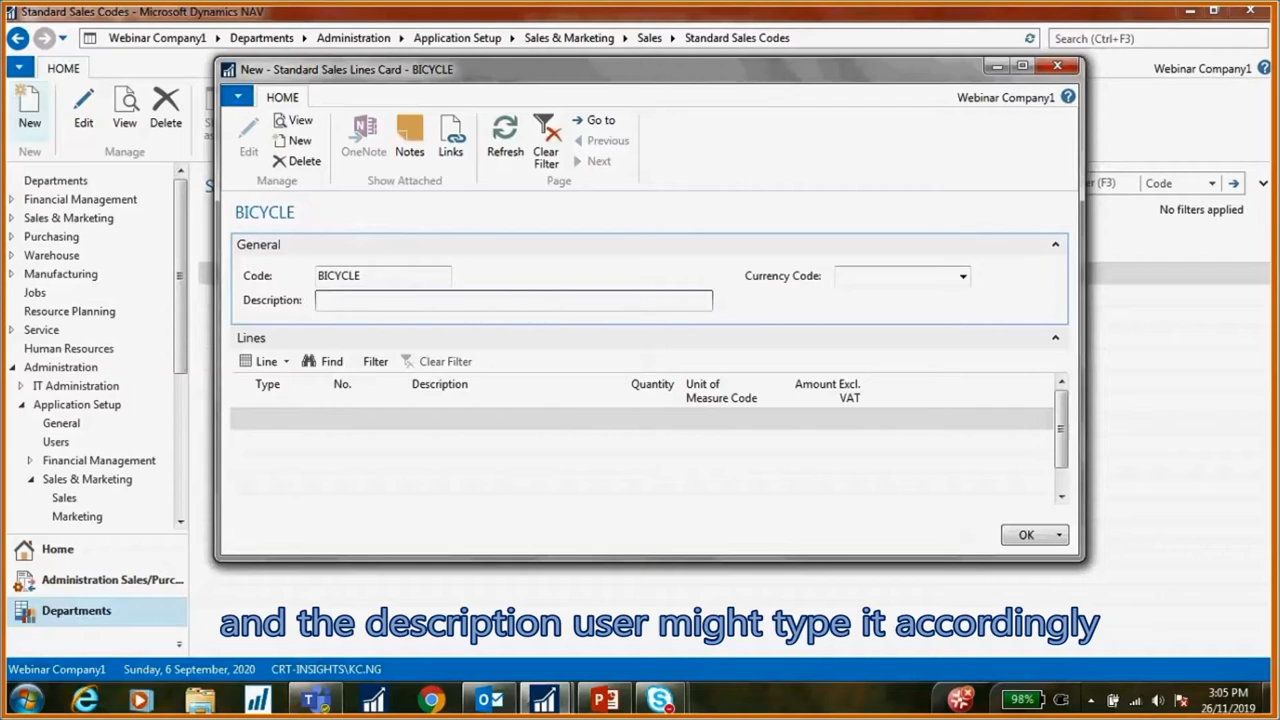 Standard Sales Codes - Microsoft Dynamics NAV
Webinar Company1 Departments Administration Application Setup Sales & Marketing Sales Standard Sales Codes
Search (Ctrl+F3)
HOME
Webinar Company1
New
Edit
View
Delete
New
Manage
New - Standard Sales Lines Card - BICYCLE
HOME
Webinar Company1
Edit
View
New
Delete
OneNote
Notes
Links
Refresh
Clear
Filter
Go to
Previous
Next
Manage
Show Attached
Page
BICYCLE
General
Code: BICYCLE
Currency Code:
Description:
Lines
Line Find Filter Clear Filter
Type No. Description Quantity Unit of
Measure Code Amount Excl.
VAT
OK
(F3) Code
No filters applied
Departments
Financial Management
Sales & Marketing
Purchasing
Warehouse
Manufacturing
Jobs
Resource Planning
Service
Human Resources
Administration
IT Administration
Application Setup
General
Users
Financial Management
Sales & Marketing
Sales
Marketing
Home
Administration Sales/Purc...
Departments
and the description user might type it accordingly
Webinar Company1 Sunday, 6 September, 2020 CRT-INSIGHTS\KC.NG
98%
3:05 PM
26/11/2019